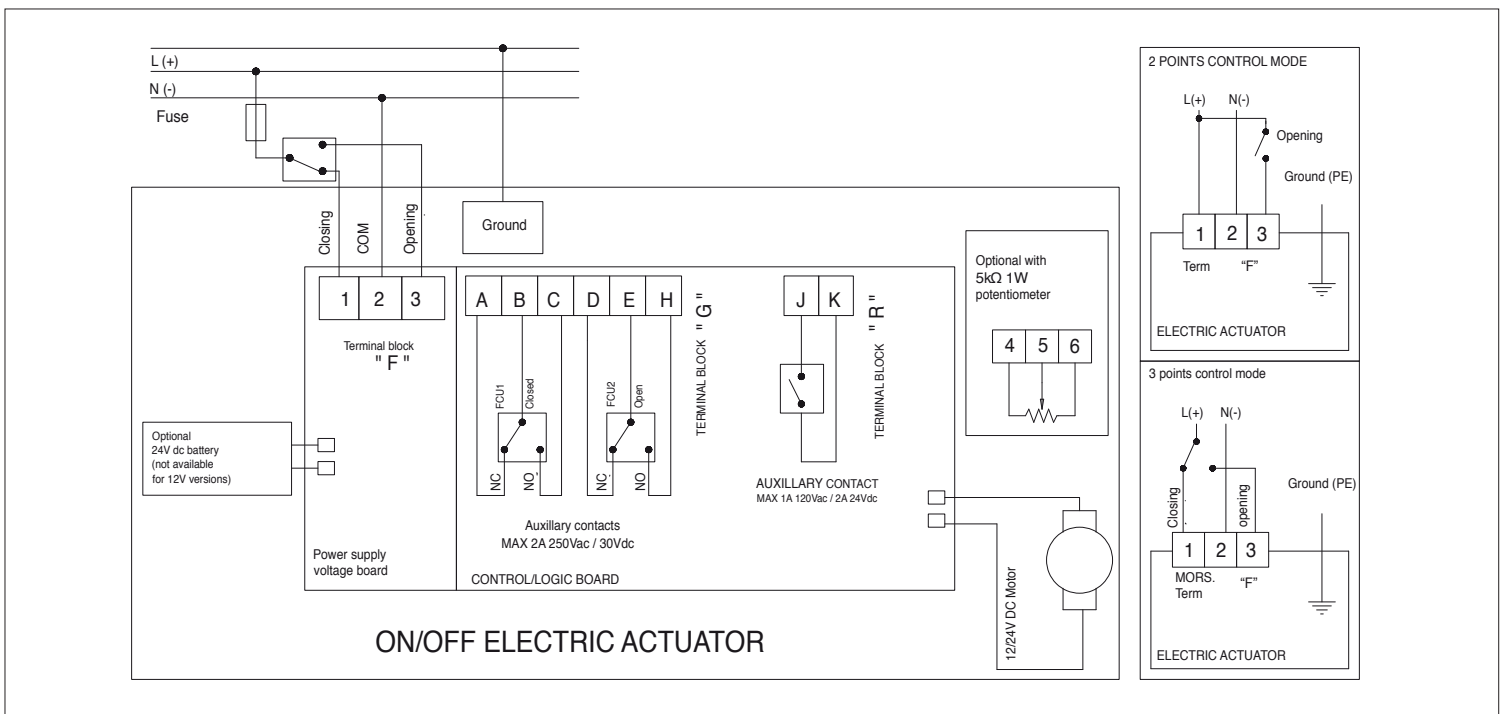 L (+)
N (-)
Fuse
Closing
COM
Opening
Ground
1 2 3
Terminal block
" F "
A B C D E H
TERMINAL BLOCK " G "
FCU1
Closed
FCU2
Open
NC
NO
NC
NO
Auxillary contacts
MAX 2A 250Vac / 30Vdc
J K
TERMINAL BLOCK " R "
AUXILLARY CONTACT
MAX 1A 120Vac / 2A 24Vdc
Optional with
5kΩ 1W
potentiometer
4 5 6
Optional
24V dc battery
(not available
for 12V versions)
Power supply
voltage board
CONTROL/LOGIC BOARD
12/24V DC Motor
ON/OFF ELECTRIC ACTUATOR
2 POINTS CONTROL MODE
L(+) N(-)
Opening
Ground (PE)
1 2 3
Term "F"
ELECTRIC ACTUATOR
3 points control mode
L(+) N(-)
Closing
opening
Ground (PE)
1 2 3
MORS.
Term "F"
ELECTRIC ACTUATOR